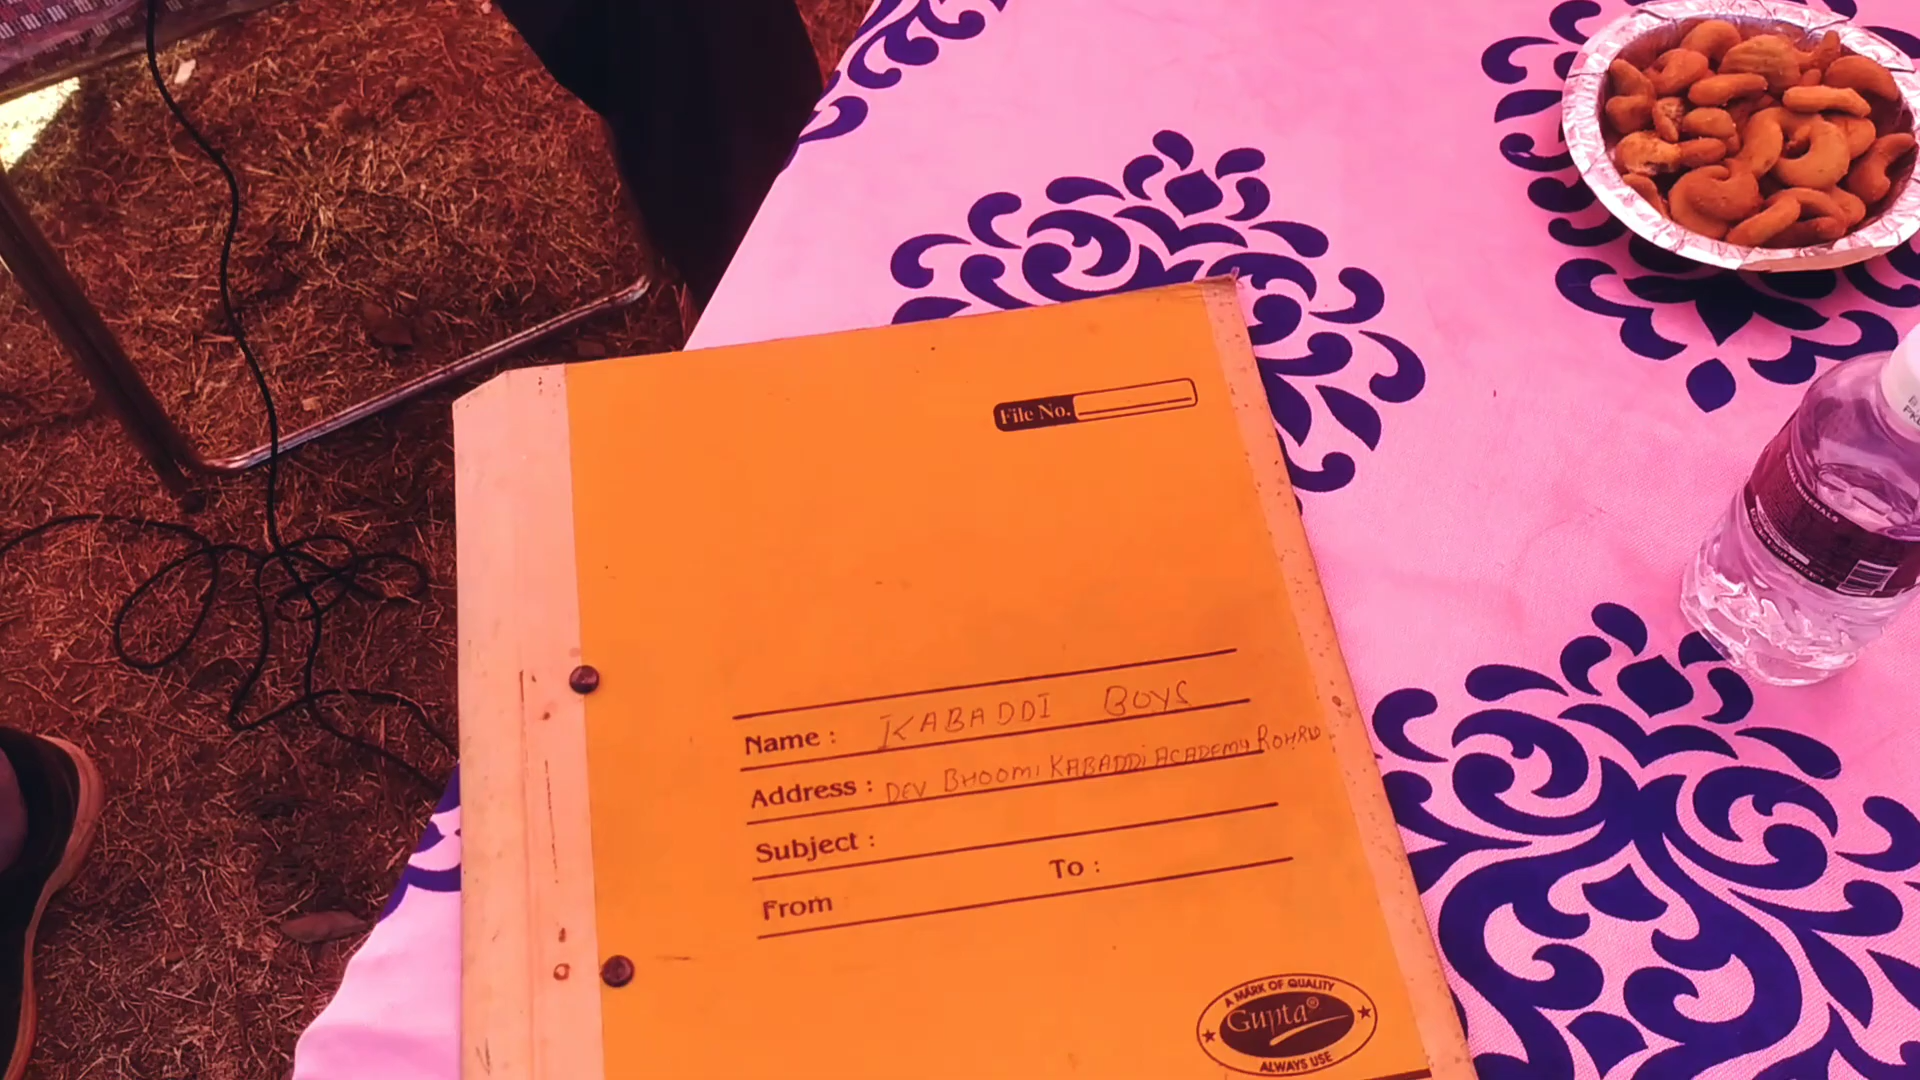 File No.
Name : KABADDI BOYS
Address : DEV BHOOMi KABADDi ACADEMY ROHRU
Subject :
From To :
A MARK OF QUALITY
Gupta®
ALWAYS USE